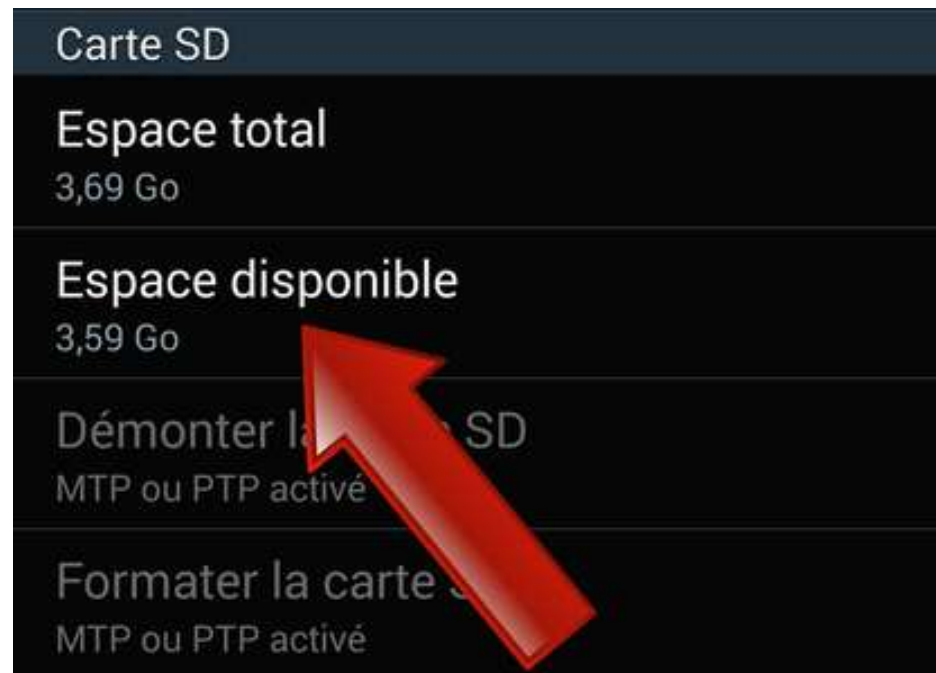 Carte SD
Espace total
3,69 Go
Espace disponible
3,59 Go
Démonter SD
MTP ou PTP activé
Formater la carte
MTP ou PTP activé